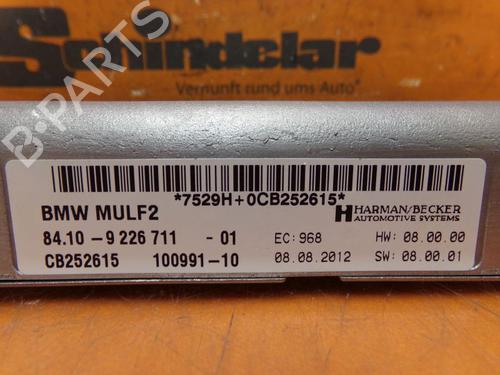 Schindelar
Vernunft rund ums Auto
B-PARTS
*7529H+0CB252615*
BMW MULF2
HARMAN/BECKER
AUTOMOTIVE SYSTEMS
84.10 - 9 226 711 - 01
EC: 968
HW: 08.00.00
CB252615
100991-10
08.08.2012
SW: 08.00.01